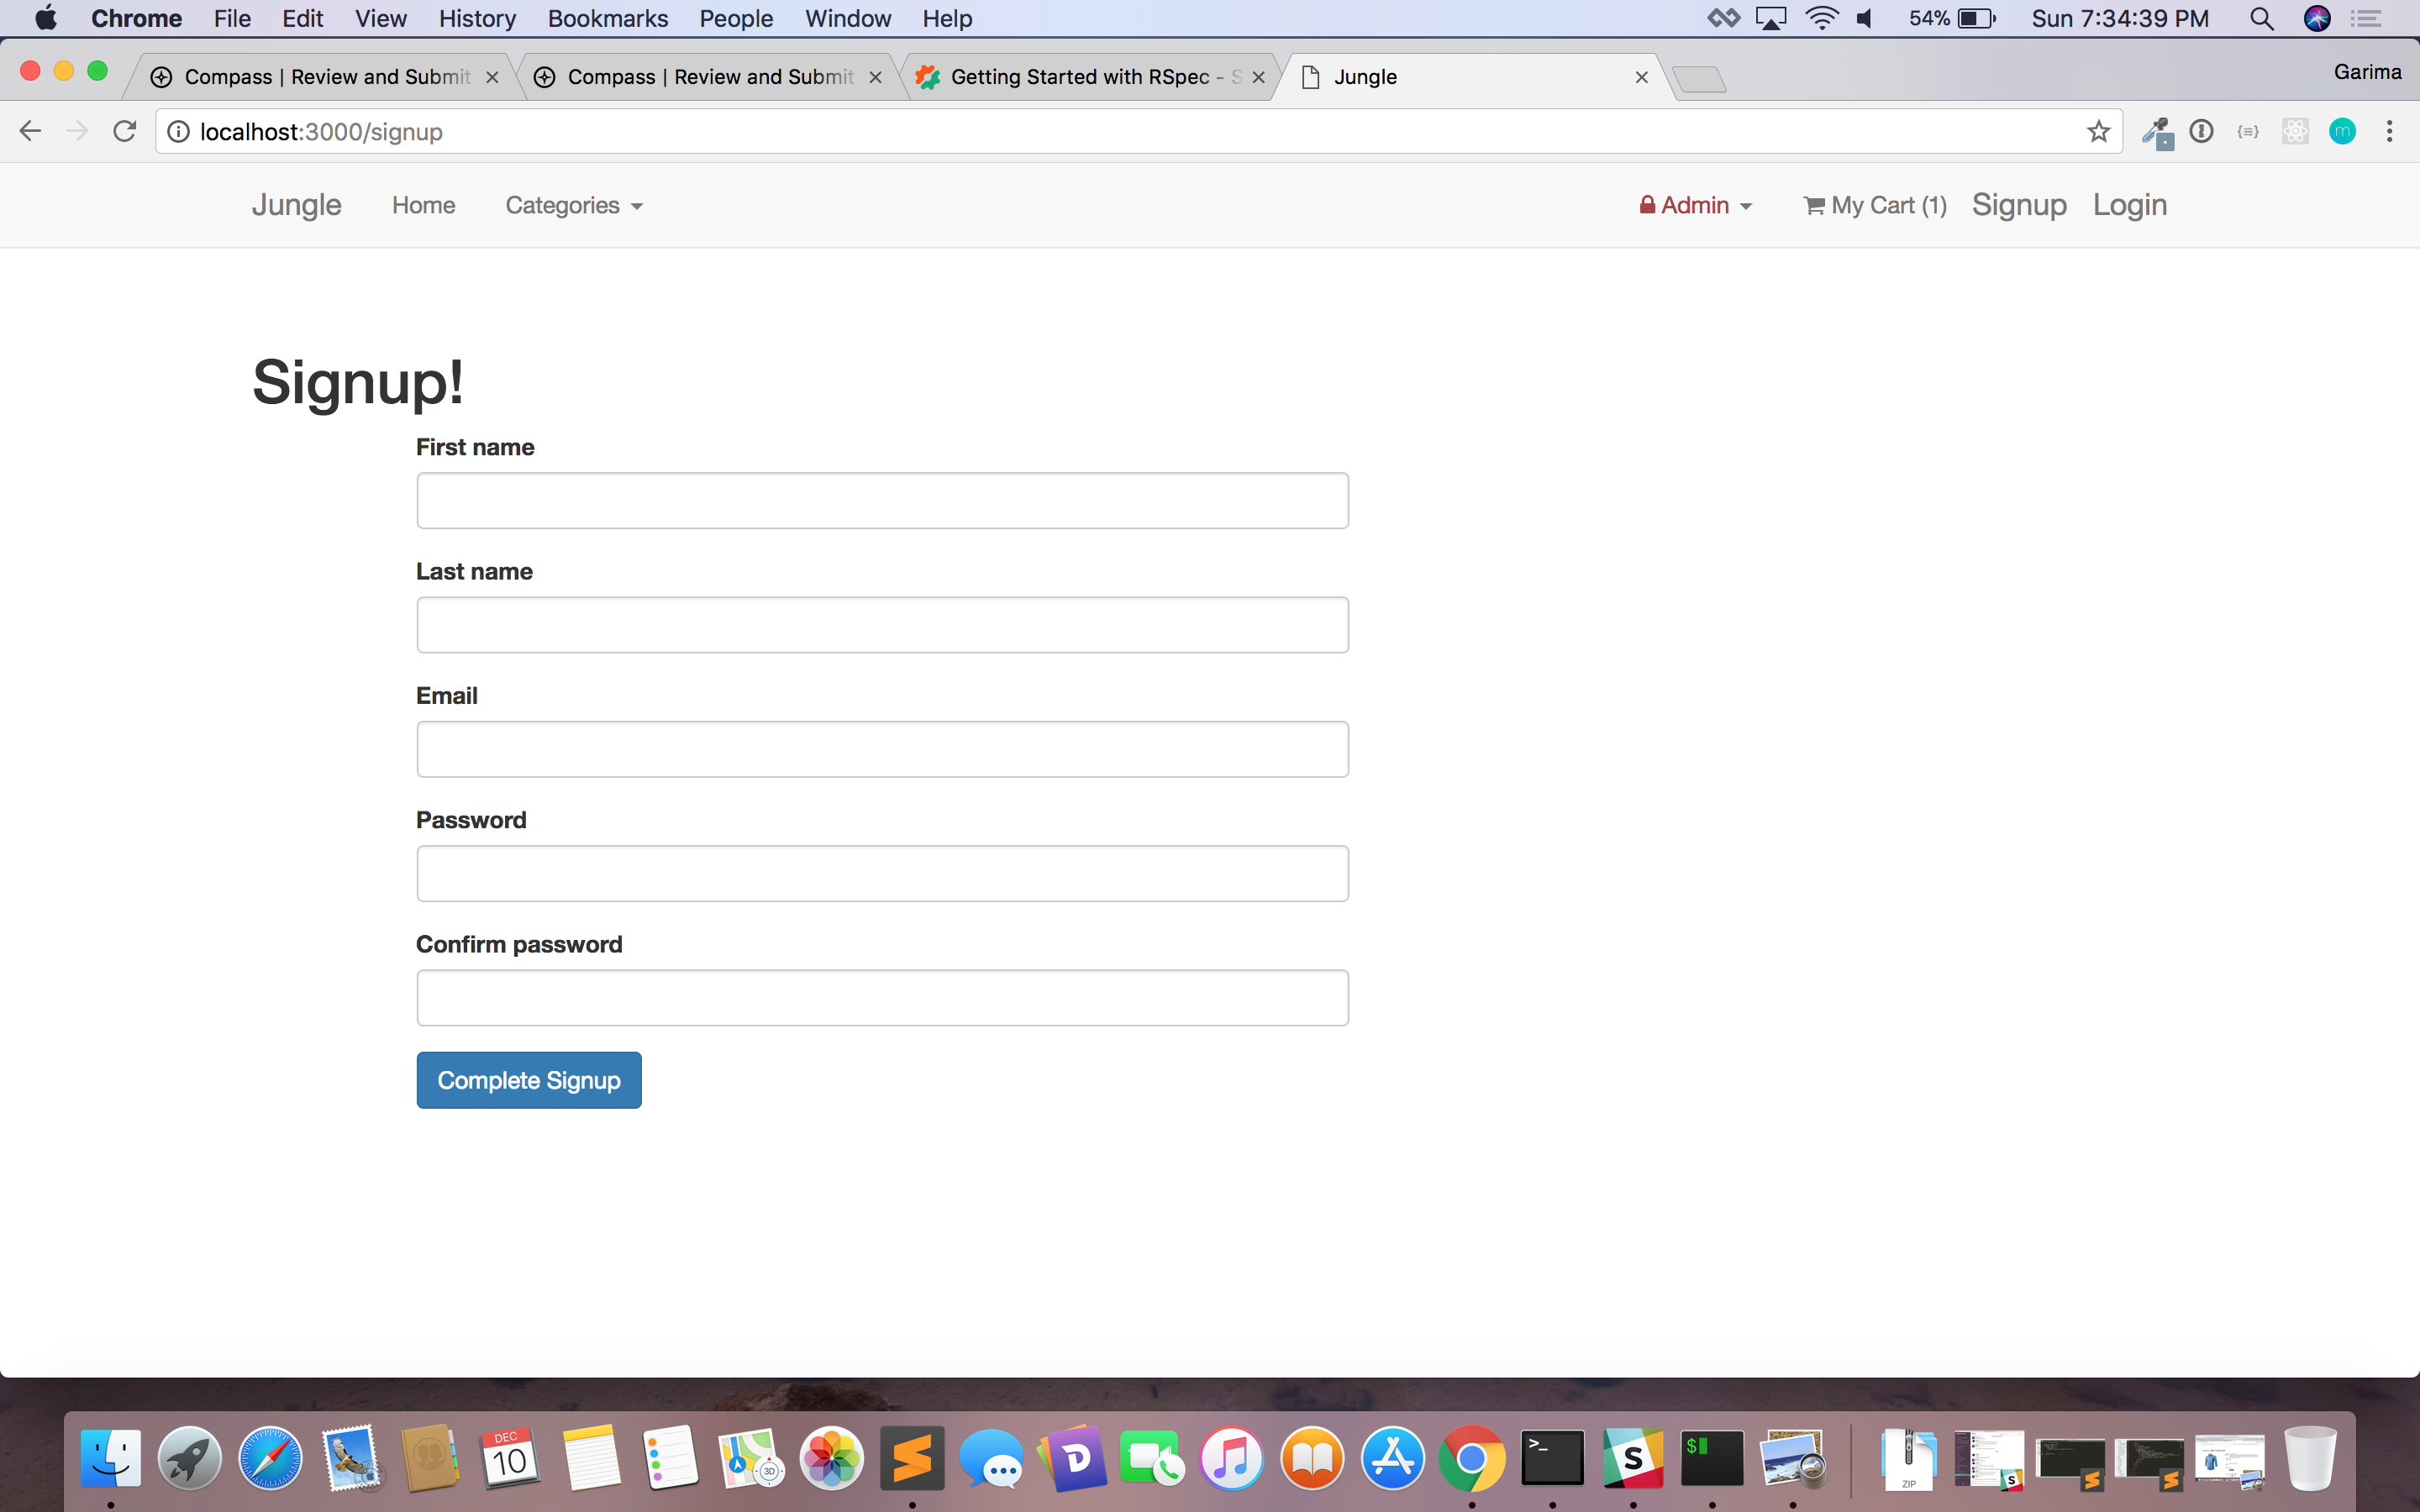 Chrome File Edit View History Bookmarks People Window Help 54% Sun 7:34:39 PM
Compass | Review and Submit Compass | Review and Submit Getting Started with RSpec - S Jungle Garima
localhost:3000/signup
Jungle Home Categories Admin My Cart (1) Signup Login
Signup!
First name
Last name
Email
Password
Confirm password
Complete Signup
DEC
10
3D
ZIP